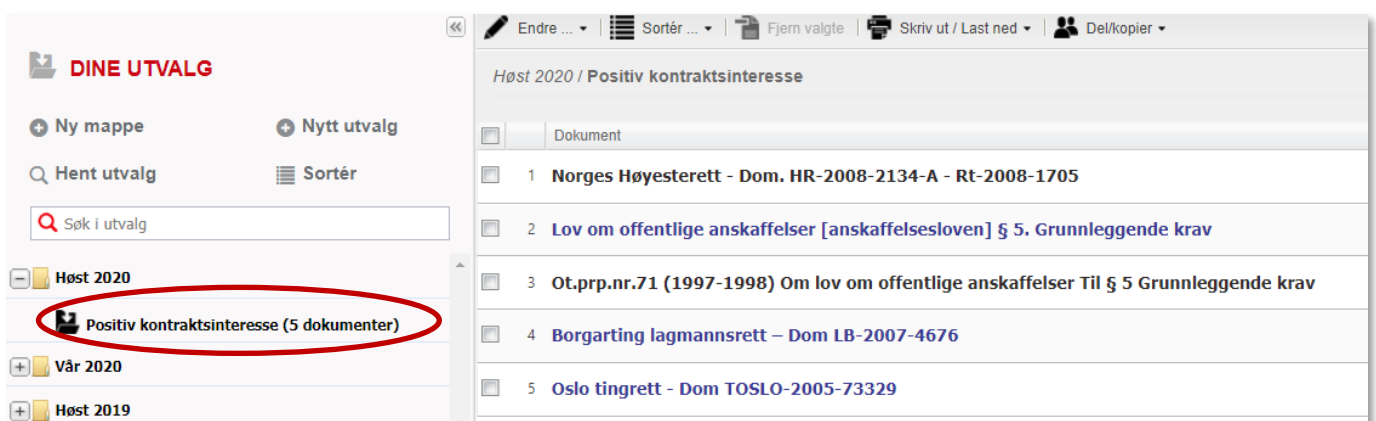 DINE UTVALG
Ny mappe
Nytt utvalg
Hent utvalg
Sortér
Søk i utvalg
Høst 2020
Positiv kontraktsinteresse (5 dokumenter)
Vår 2020
Høst 2019
Endre ... Sortér ... Fjern valgte Skriv ut / Last ned Del/kopier
Høst 2020 / Positiv kontraktsinteresse
Dokument
1 Norges Høyesterett - Dom. HR-2008-2134-A - Rt-2008-1705
2 Lov om offentlige anskaffelser [anskaffelsesloven] § 5. Grunnleggende krav
3 Ot.prp.nr.71 (1997-1998) Om lov om offentlige anskaffelser Til § 5 Grunnleggende krav
4 Borgarting lagmannsrett – Dom LB-2007-4676
5 Oslo tingrett - Dom TOSLO-2005-73329